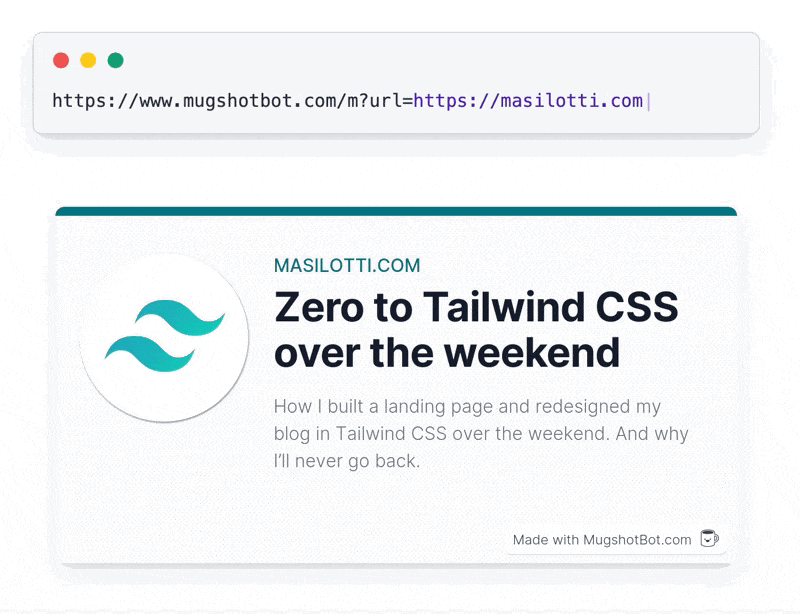 https://www.mugshotbot.com/m?url=https://masilotti.com
MASILOTTI.COM
Zero to Tailwind CSS
over the weekend
How I built a landing page and redesigned my
blog in Tailwind CSS over the weekend. And why
I'll never go back.
Made with MugshotBot.com